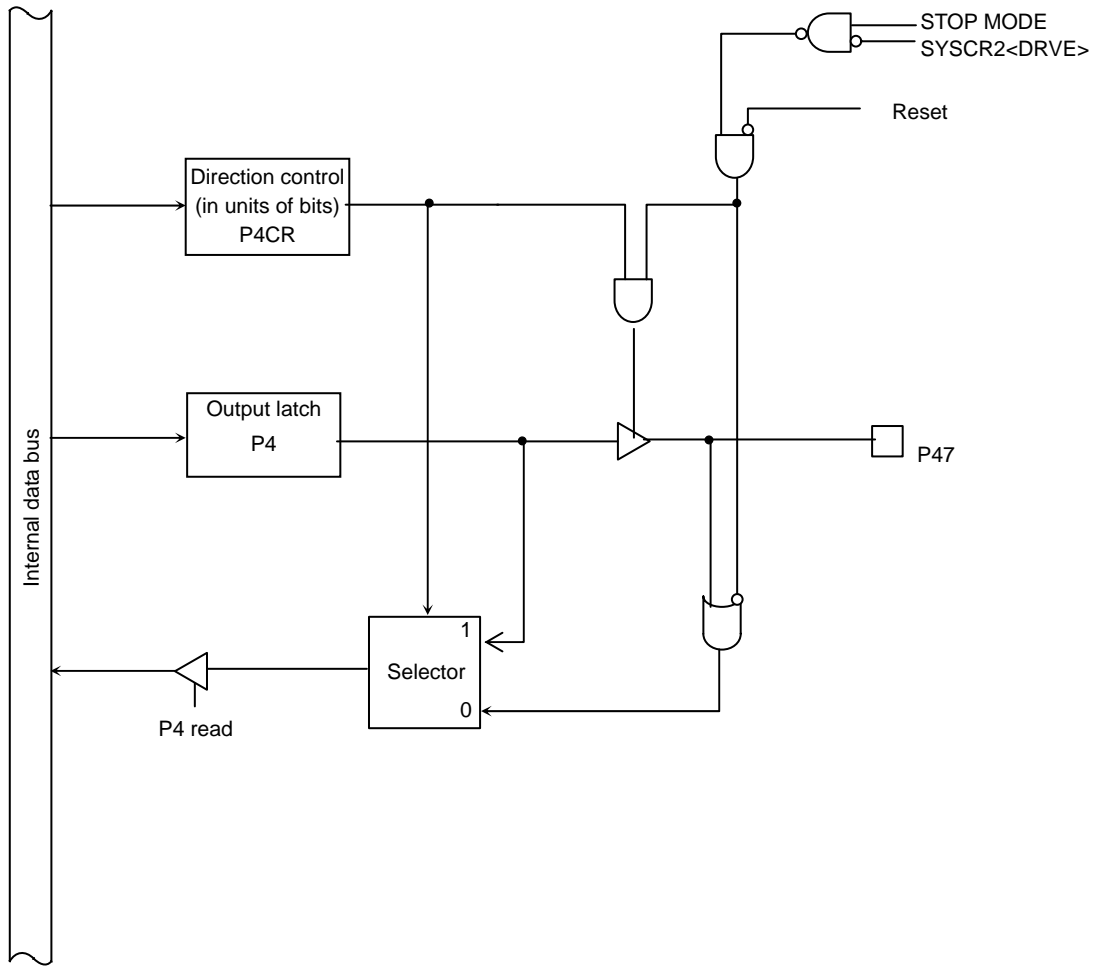 STOP MODE
SYSCR2<DRVE>
Reset
Direction control
(in units of bits)
P4CR
Output latch
P4
P47
Internal data bus
1
Selector
0
P4 read